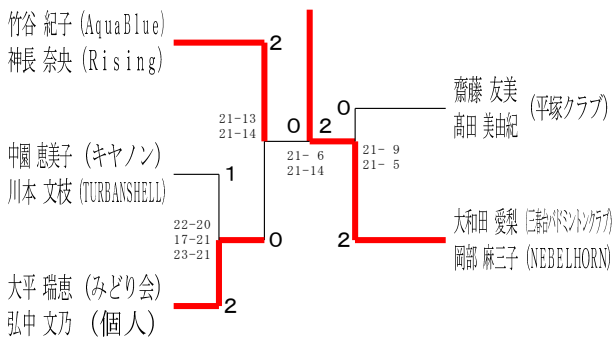 竹谷 紀子 (AquaBlue)
神長 奈央 (Rising)
2
21-13
21-14
0
2
21- 6
21-14
中園 恵美子 (キヤノン)
川本 文枝 (TURBANSHELL)
1
22-20
17-21
23-21
0
大平 瑞恵 (みどり会)
弘中 文乃 (個人)
2
齋藤 友美
髙田 美由紀
(平塚クラブ)
0
21- 9
21- 5
大和田 愛梨 (三春台バドミントンクラブ)
岡部 麻三子 (NEBELHORN)
2